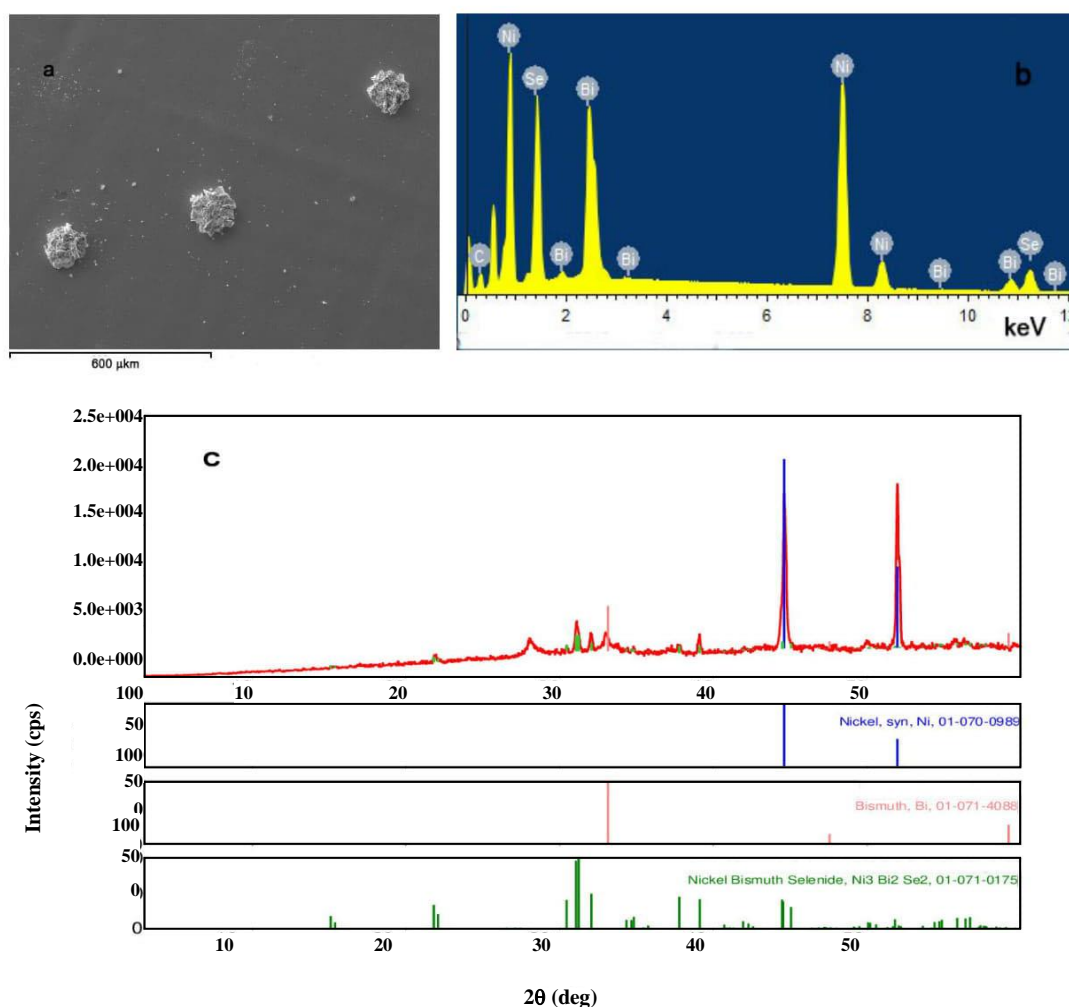 a
600 µkm
b
Ni
Se
Bi
Ni
C
Bi
Bi
Ni
Bi
Bi
Se
Bi
0 2 4 6 8 10 12
keV
c
2.5e+004
2.0e+004
1.5e+004
1.0e+004
5.0e+003
0.0e+000
100 10 20 30 40 50
Intensity (cps)
50
100
Nickel, syn, Ni, 01-070-0989
50
0
100
Bismuth, Bi, 01-071-4088
50
0
0
Nickel Bismuth Selenide, Ni3 Bi2 Se2, 01-071-0175
10 20 30 40 50
2θ (deg)